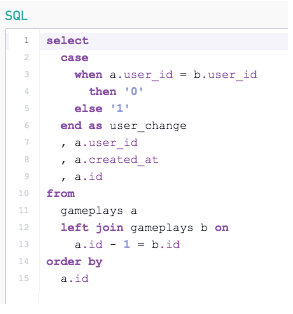 SQL
1 select
2 case
3 when a.user_id = b.user_id
4 then '0'
5 else '1'
6 end as user_change
7 , a.user_id
8 , a.created_at
9 , a.id
10 from
11 gameplays a
12 left join gameplays b on
13 a.id - 1 = b.id
14 order by
15 a.id